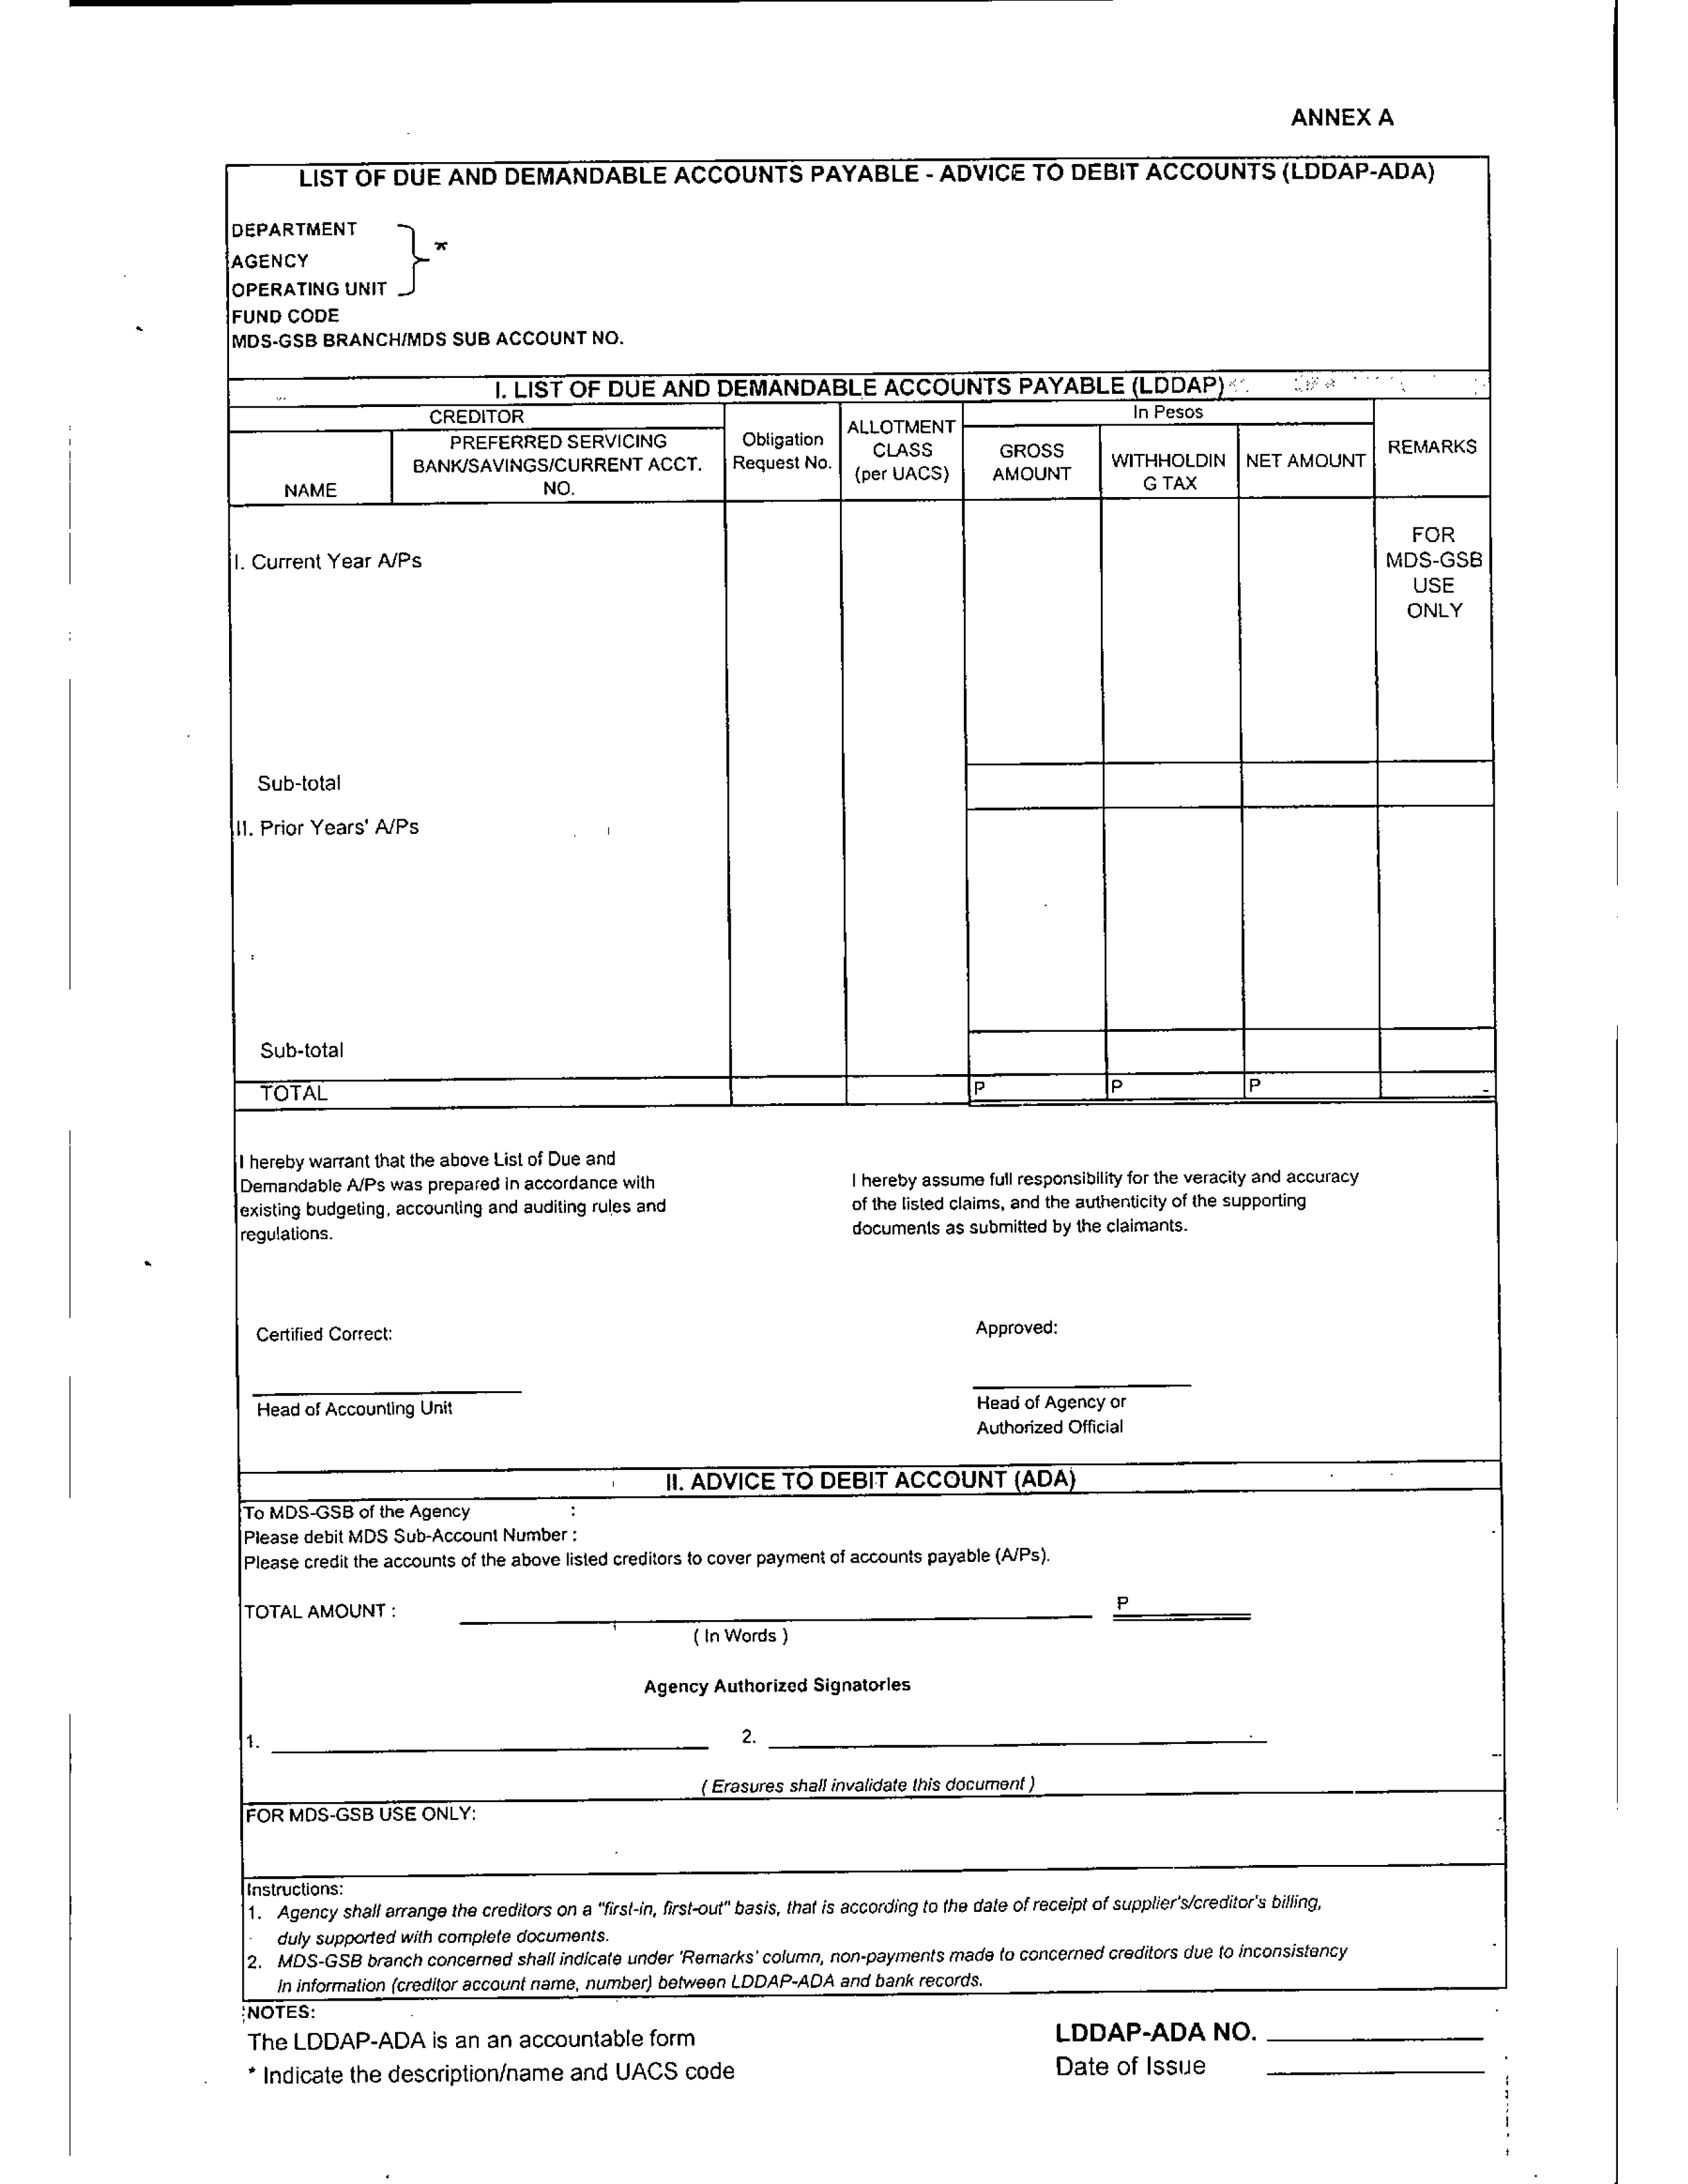 ANNEX A
LIST OF DUE AND DEMANDABLE ACCOUNTS PAYABLE - ADVICE TO DEBIT ACCOUNTS (LDDAP-ADA)
DEPARTMENT
*
AGENCY
OPERATING UNIT
FUND CODE
MDS-GSB BRANCH/MDS SUB ACCOUNT NO.
I. LIST OF DUE AND DEMANDABLE ACCOUNTS PAYABLE (LDDAP)
CREDITOR
NAME
PREFERRED SERVICING
BANK/SAVINGS/CURRENT ACCT.
NO.
Obligation
Request No.
ALLOTMENT
CLASS
(per UACS)
In Pesos
GROSS
AMOUNT
WITHHOLDIN
G TAX
NET AMOUNT
REMARKS
FOR
MDS-GSB
USE
ONLY
I. Current Year A/Ps
Sub-total
II. Prior Years' A/Ps
Sub-total
TOTAL P P P -
I hereby warrant that the above List of Due and
Demandable A/Ps was prepared in accordance with
existing budgeting, accounting and auditing rules and
regulations.
I hereby assume full responsibility for the veracity and accuracy
of the listed claims, and the authenticity of the supporting
documents as submitted by the claimants.
Certified Correct:
Head of Accounting Unit
Approved:
Head of Agency or
Authorized Official
II. ADVICE TO DEBIT ACCOUNT (ADA)
To MDS-GSB of the Agency :
Please debit MDS Sub-Account Number :
Please credit the accounts of the above listed creditors to cover payment of accounts payable (A/Ps).
TOTAL AMOUNT : P
( In Words )
Agency Authorized Signatories
1. 2.
( Erasures shall invalidate this document )
FOR MDS-GSB USE ONLY:
Instructions:
1. Agency shall arrange the creditors on a "first-in, first-out" basis, that is according to the date of receipt of supplier's/creditor's billing,
duly supported with complete documents.
2. MDS-GSB branch concerned shall indicate under 'Remarks' column, non-payments made to concerned creditors due to inconsistency
in information (creditor account name, number) between LDDAP-ADA and bank records.
NOTES:
The LDDAP-ADA is an an accountable form
* Indicate the description/name and UACS code
LDDAP-ADA NO.
Date of Issue